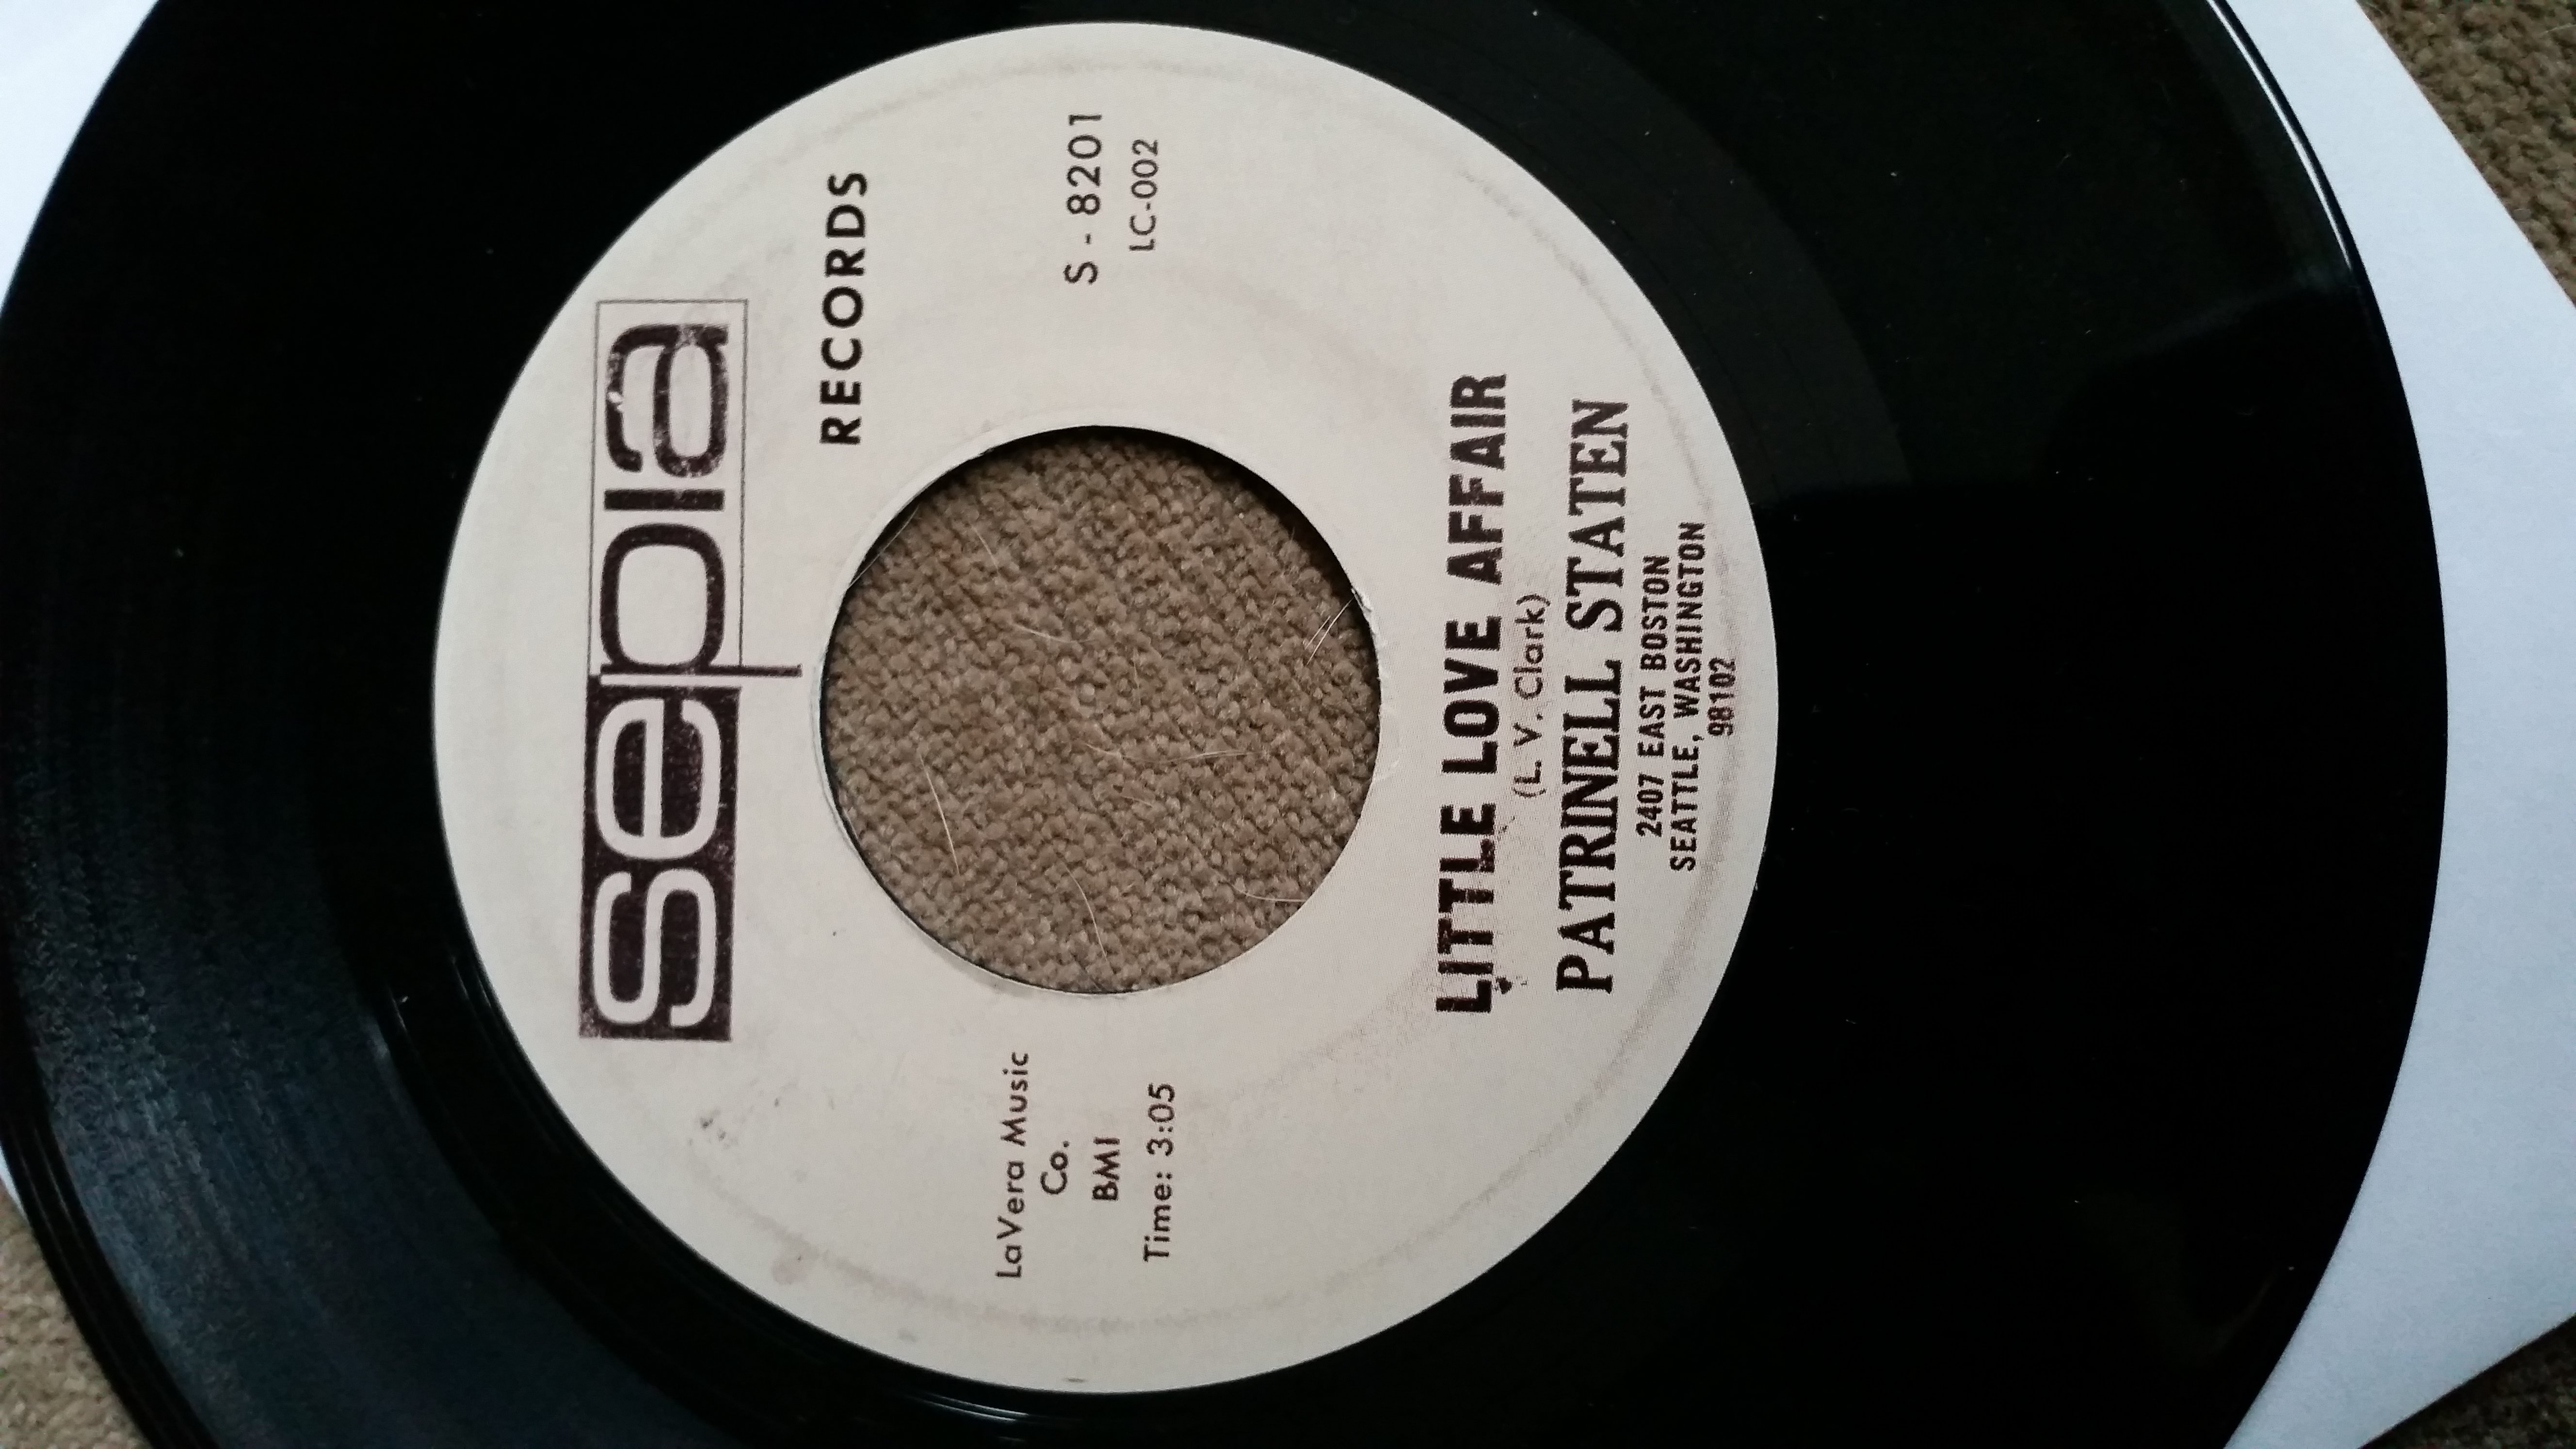 sepia
RECORDS
LaVera Music
Co.
BMI
Time: 3:05
S - 8201
LC-002
LITTLE LOVE AFFAIR
(L. V. Clark)
PATRINELL STATEN
2407 EAST BOSTON
SEATTLE, WASHINGTON
98102